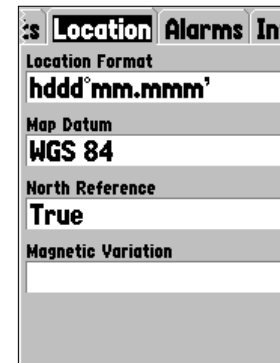 Location Alarms
Location Format
hddd°mm.mmm'
Map Datum
WGS 84
North Reference
True
Magnetic Variation